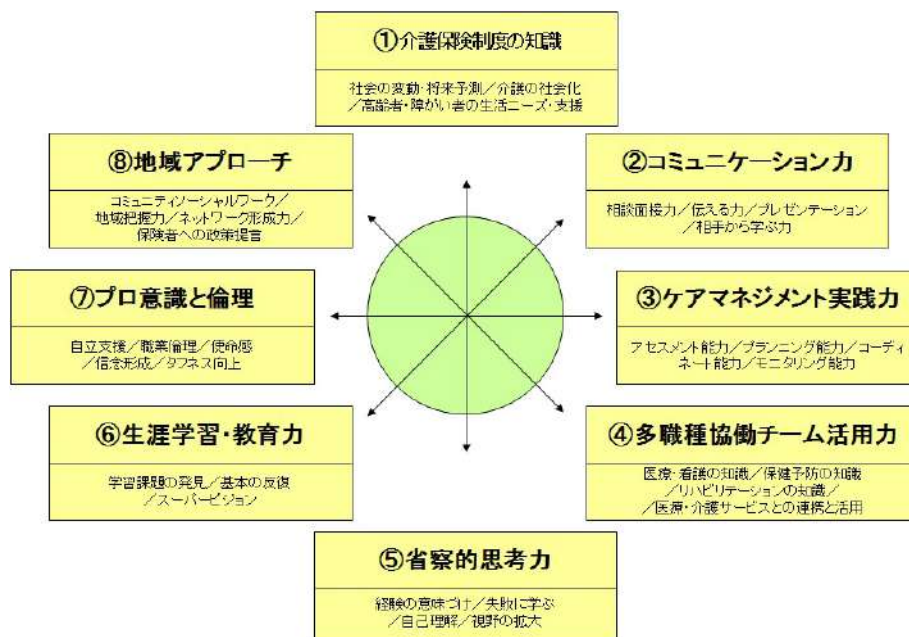 ①介護保険制度の知識
社会の変動・将来予測／介護の社会化
／高齢者・障がい者の生活ニーズ・支援
②コミュニケーション力
相談面接力／伝える力／プレゼンテーション
／相手から学ぶ力
③ケアマネジメント実践力
アセスメント能力／プランニング能力／コーディ
ネート能力／モニタリング能力
④多職種協働チーム活用力
医療・看護の知識／保健予防の知識
／リハビリテーションの知識／
／医療・介護サービスとの連携と活用
⑤省察的思考力
経験の意味づけ／失敗に学ぶ
／自己理解／視野の拡大
⑥生涯学習・教育力
学習課題の発見／基本の反復
／スーパービジョン
⑦プロ意識と倫理
自立支援／職業倫理／使命感
／信念形成／タフネス向上
⑧地域アプローチ
コミュニティソーシャルワーク／
地域把握力／ネットワーク形成力／
保険者への政策提言